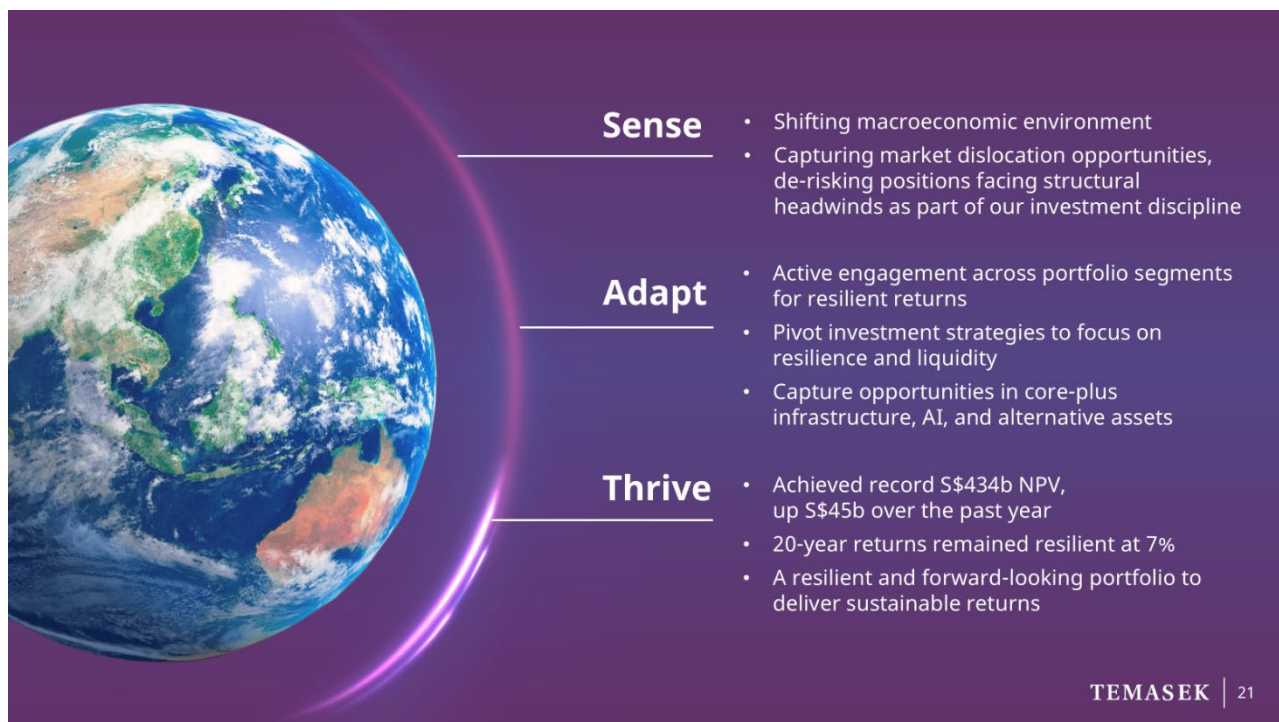 Sense
• Shifting macroeconomic environment
• Capturing market dislocation opportunities,
de-risking positions facing structural
headwinds as part of our investment discipline
Adapt
• Active engagement across portfolio segments
for resilient returns
• Pivot investment strategies to focus on
resilience and liquidity
• Capture opportunities in core-plus
infrastructure, AI, and alternative assets
Thrive
• Achieved record S$434b NPV,
up S$45b over the past year
• 20-year returns remained resilient at 7%
• A resilient and forward-looking portfolio to
deliver sustainable returns
TEMASEK | 21